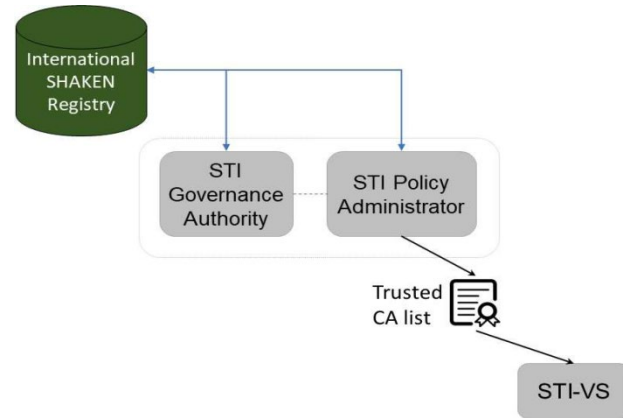 International
SHAKEN
Registry
STI
Governance
Authority
STI Policy
Administrator
Trusted
CA list
STI-VS